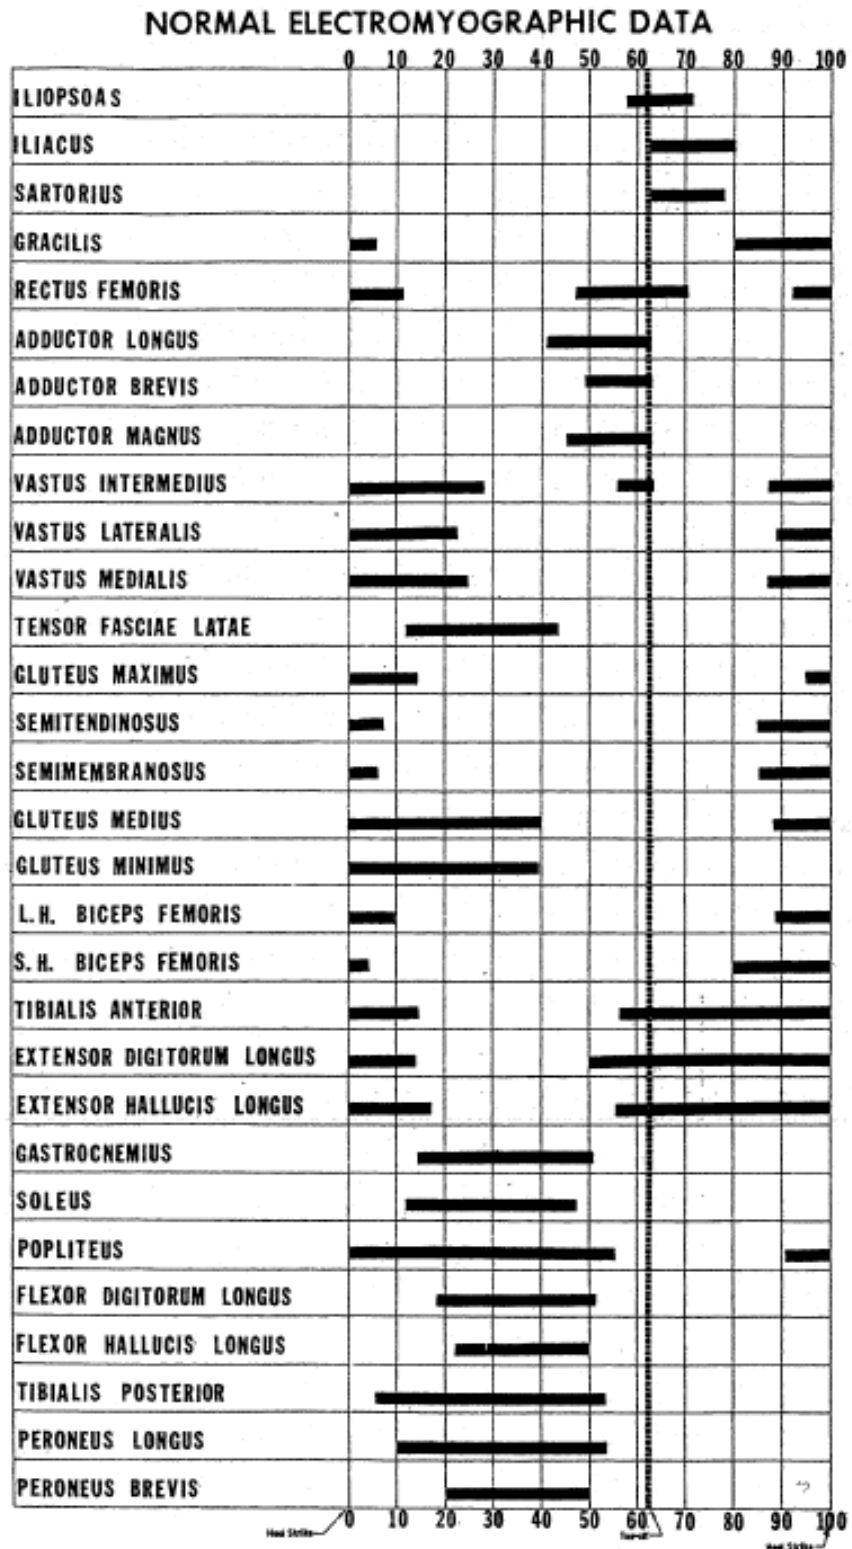 NORMAL ELECTROMYOGRAPHIC DATA
0 10 20 30 40 50 60 70 80 90 100
ILIOPSOAS
ILIACUS
SARTORIUS
GRACILIS
RECTUS FEMORIS
ADDUCTOR LONGUS
ADDUCTOR BREVIS
ADDUCTOR MAGNUS
VASTUS INTERMEDIUS
VASTUS LATERALIS
VASTUS MEDIALIS
TENSOR FASCIAE LATAE
GLUTEUS MAXIMUS
SEMITENDINOSUS
SEMIMEMBRANOSUS
GLUTEUS MEDIUS
GLUTEUS MINIMUS
L.H. BICEPS FEMORIS
S.H. BICEPS FEMORIS
TIBIALIS ANTERIOR
EXTENSOR DIGITORUM LONGUS
EXTENSOR HALLUCIS LONGUS
GASTROCNEMIUS
SOLEUS
POPLITEUS
FLEXOR DIGITORUM LONGUS
FLEXOR HALLUCIS LONGUS
TIBIALIS POSTERIOR
PERONEUS LONGUS
PERONEUS BREVIS
0 10 20 30 40 50 60 70 80 90 100
Heel Strike
Heel Strike